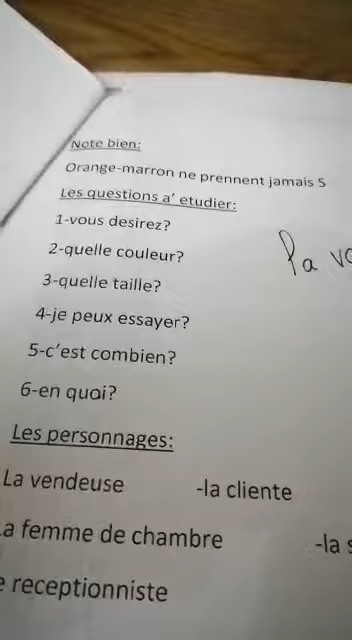 Note bien:
Orange-marron ne prennent jamais S
Les questions a' etudier:
1-vous desirez?
2-quelle couleur?
3-quelle taille?
4-je peux essayer?
5-c'est combien?
6-en quoi?
Les personnages:
La vendeuse -la cliente
a femme de chambre -la
receptionniste